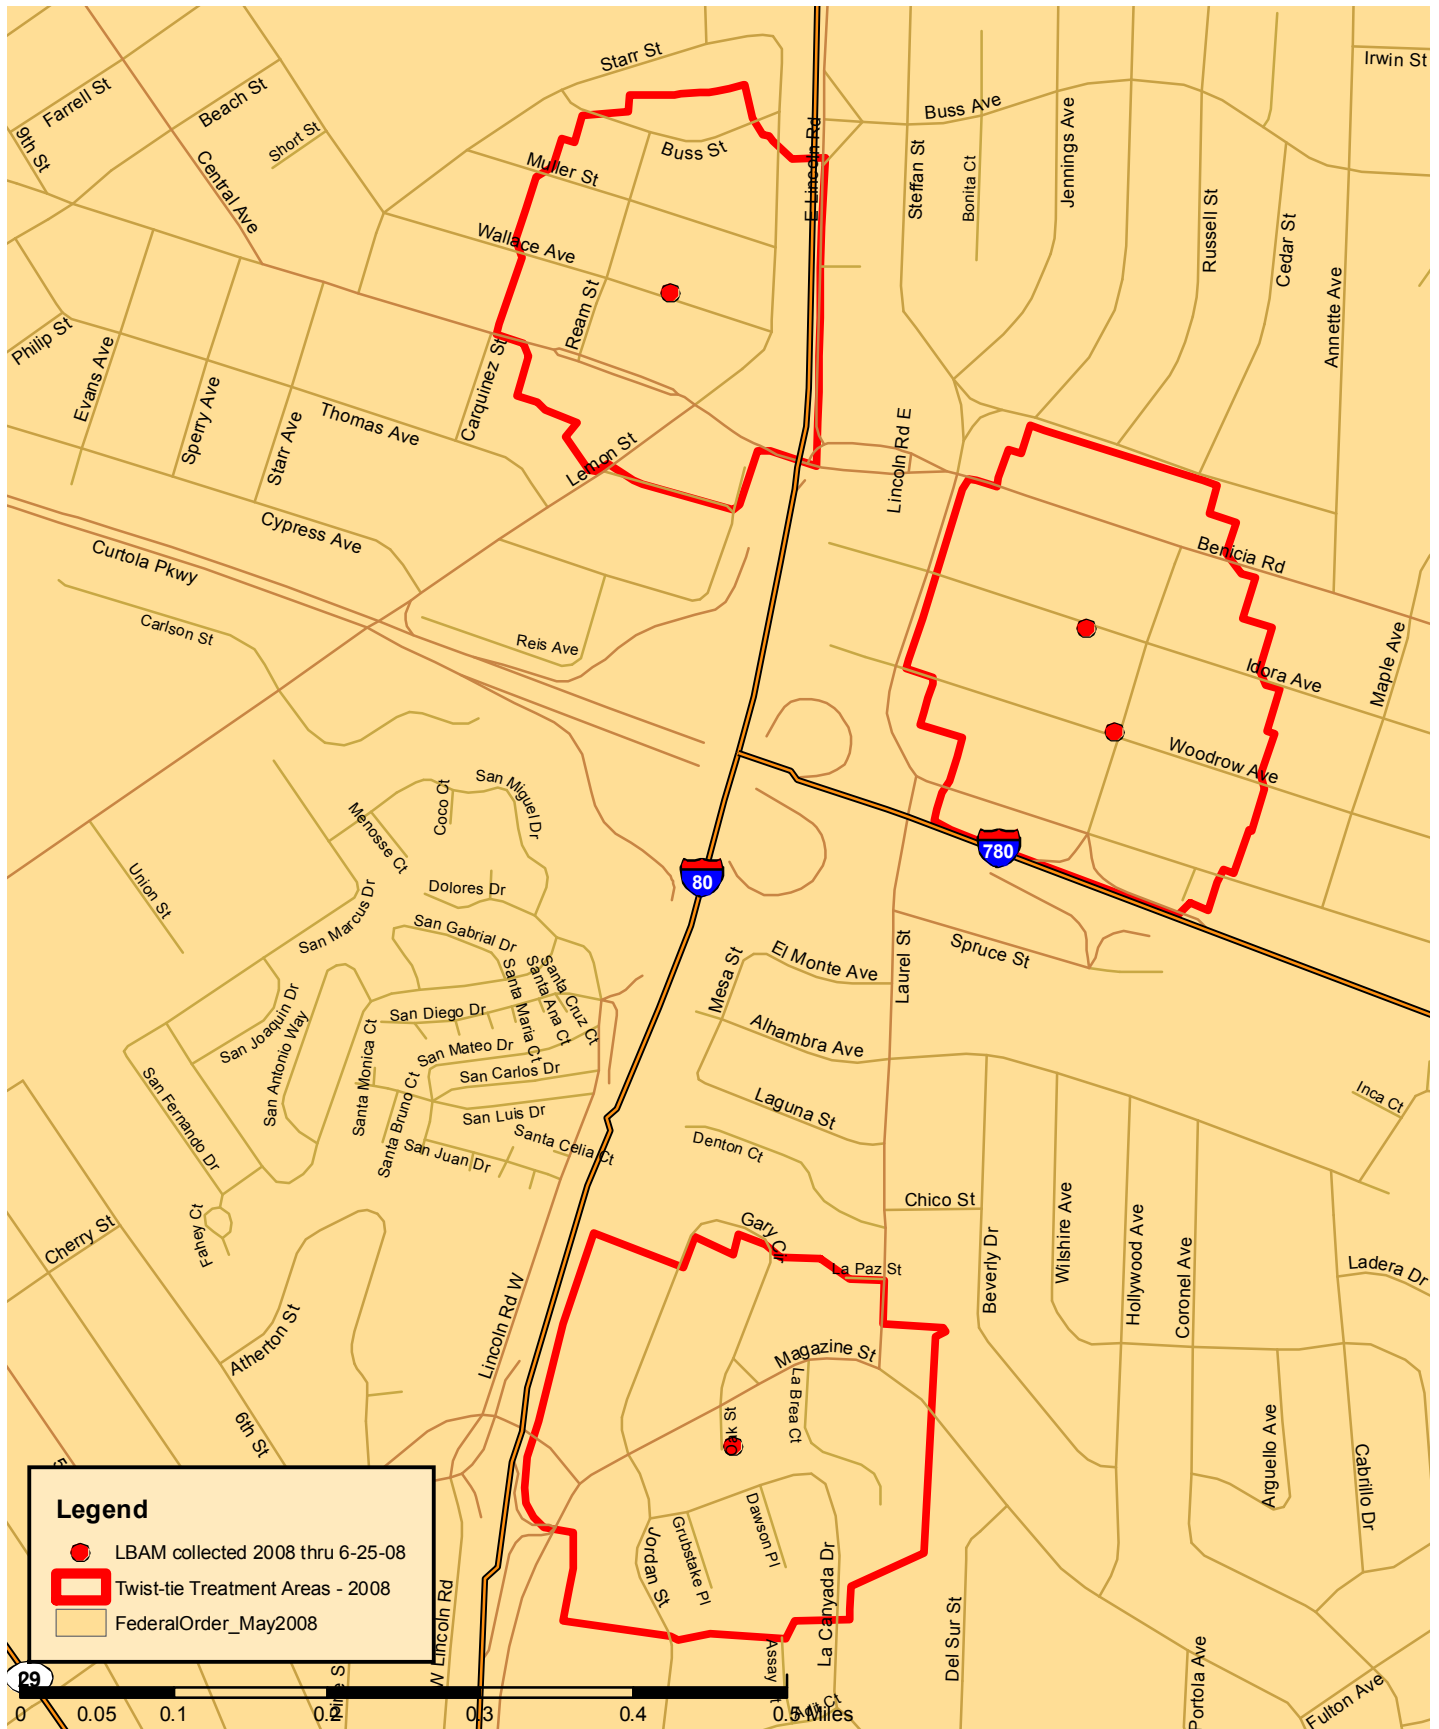 Starr St
Irwin St
Farrell St
Beach St
Short St
9th St
Central Ave
Buss Ave
Buss St
Muller St
E Lincoln Rd
Steffan St
Bonita Ct
Jennings Ave
Russell St
Cedar St
Annette Ave
Wallace Ave
Ream St
Philip St
Evans Ave
Sperry Ave
Starr Ave
Thomas Ave
Carquinez St
Lemon St
Lincoln Rd E
Cypress Ave
Curtola Pkwy
Benicia Rd
Carlson St
Reis Ave
Idora Ave
Maple Ave
Woodrow Ave
San Miguel Dr
Coco Ct
Menosse Ct
780
80
Union St
Dolores Dr
San Marcus Dr
San Gabrial Dr
Mesa St
El Monte Ave
Laurel St
Spruce St
Santa Cruz Ct
Santa Ana Ct
Santa Maria Ct
San Joaquin Dr
San Antonio Way
San Diego Dr
Alhambra Ave
San Mateo Dr
Santa Monica Ct
San Carlos Dr
San Fernando Dr
Santa Bruno Ct
San Luis Dr
Laguna St
Inca Ct
Santa Celia Ct
San Juan Dr
Denton Ct
Chico St
Fahey Ct
Cherry St
Gary Cir
La Paz St
Beverly Dr
Wilshire Ave
Hollywood Ave
Coronel Ave
Ladera Dr
Lincoln Rd W
Atherton St
Magazine St
La Brea Ct
Oak St
6th St
Arguello Ave
Cabrillo Dr
5
Dawson Pl
Grubstake Pl
Jordan St
La Canyada Dr
Legend
LBAM collected 2008 thru 6-25-08
Twist-tie Treatment Areas - 2008
FederalOrder_May2008
W Lincoln Rd
Del Sur St
Assay
Portola Ave
Fulton Ave
29
Adit Ct
0
0.05
0.1
0.2
0.3
0.4
0.5 Miles